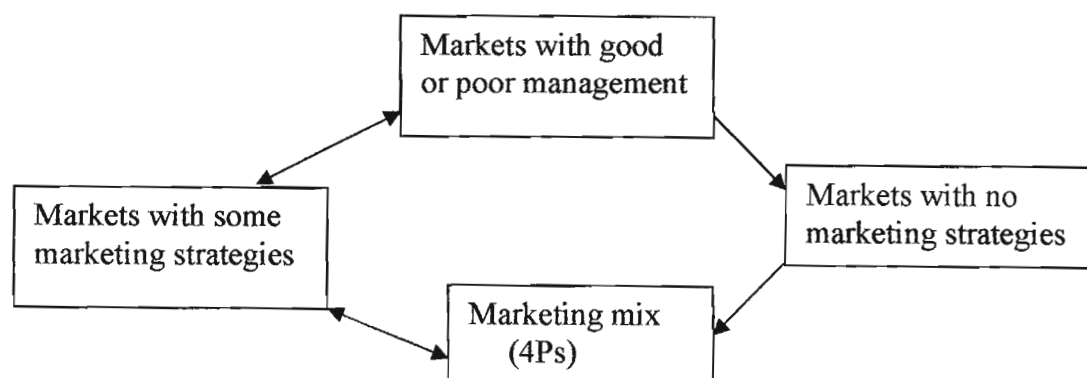 Markets with good
or poor management
Markets with some
marketing strategies
Markets with no
marketing strategies
Marketing mix
(4Ps)